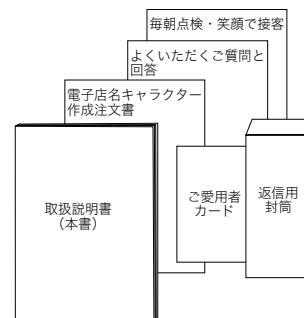 毎朝点検・笑顔で接客
よくいただくご質問と
回答
電子店名キャラクター
作成注文書
取扱説明書
（本書）
ご愛用者
カード
返信用
封筒